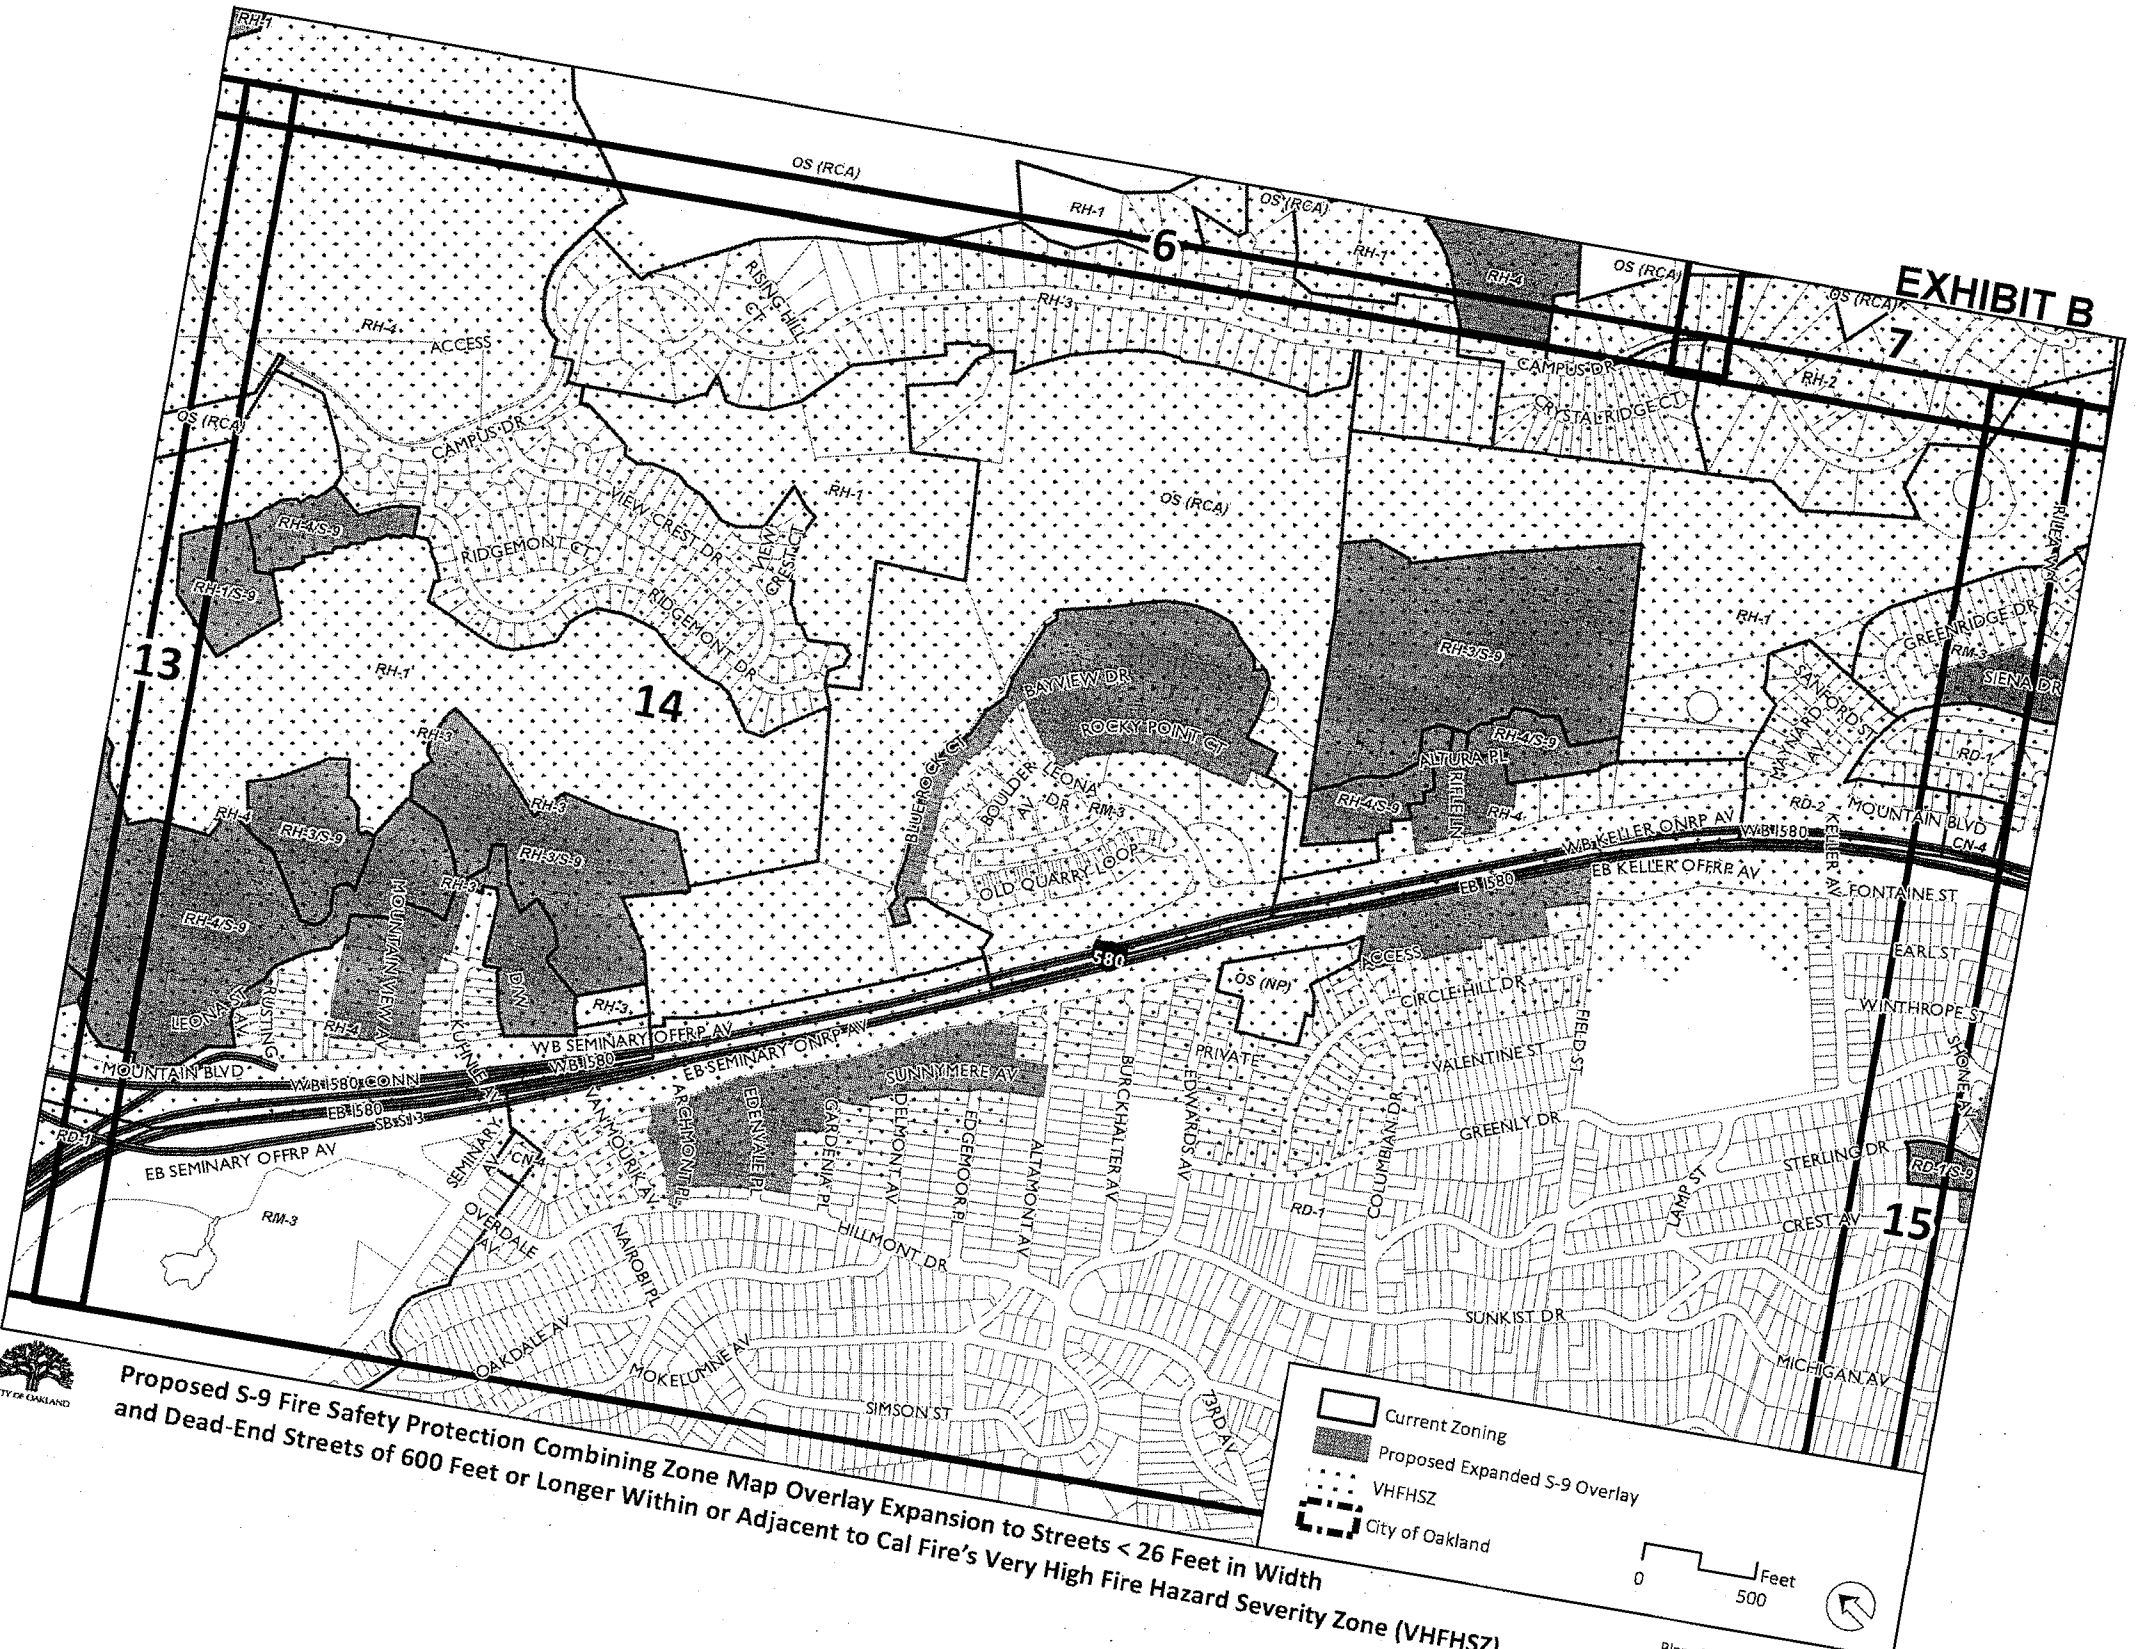 RH-1
EXHIBIT B
OS (RCA)
RH-1
OS (RCA)
RH-1
RH-4
OS (RCA)
OS (RCA)
6
7
RISING HILL
CT
RH-3
RH-4
ACCESS
CAMPUS DR
RH-2
CRYSTAL RIDGE CT
OS (RCA)
CAMPUS DR
RH-1
OS (RCA)
VIEW CREST DR
VIEW
CREST CT
RH-4/S-9
RIDGEMONT CT
RH-1/S-9
RIDGEMONT DR
RH-1
GREENRIDGE DR
RM-3
SIENA DR
RH-3/S-9
13
RH-1
14
BAYVIEW DR
ROCKY POINT CT
SANFORD ST
MAYNARD
AV
RH-4/S-9
ALTURA PL
RIFLE LN
RH-4/S-9
RH-4
RD-1
RH-3
BLUE ROCK CT
BOULDER
AV
LEONA
DR
RM-3
OLD QUARRY LOOP
RD-2
MOUNTAIN BLVD
CN-4
KELLER AV
WB KELLER ONRP AV
WB I580
EB I580
EB KELLER OFFRP AV
FONTAINE ST
RH-4
RH-3/S-9
RH-3
RH-3/S-9
RH-3
MOUNTAIN VIEW AV
RH-4/S-9
EARL ST
580
ACCESS
OS (NP)
CIRCLE HILL DR
WINTHROPE ST
LEONA ST
RUSTING
AV
RH-4
KUHNLE AV
RH-3
WB SEMINARY OFFRP AV
WB I580
EB SEMINARY ONRP AV
FIELD ST
SHONE AV
PRIVATE
VALENTINE ST
MOUNTAIN BLVD
WB I580 CONN
EB I580
SB S13
SUNNYMERE AV
BURCKHALTER AV
EDWARDS AV
GREENLY DR
RD-1
EB SEMINARY OFFRP AV
SEMINARY
AV
CN-4
VANMOURIK AV
ARCHMONT PL
EDENVALE PL
GARDENIA PL
DELMONT AV
EDGEMOOR PL
ALTAMONT AV
COLUMBIAN DR
STERLING DR
RD-1/S-9
LAMP ST
CREST AV
15
RM-3
OVERDALE
AV
NAIROBI PL
HILLMONT DR
RD-1
SUNKIST DR
MICHIGAN AV
OAKDALE AV
MOKELUMNE AV
SIMSON ST
73RD AV
Current Zoning
Proposed Expanded S-9 Overlay
VHFHSZ
City of Oakland
0
500
Feet
Proposed S-9 Fire Safety Protection Combining Zone Map Overlay Expansion to Streets < 26 Feet in Width
and Dead-End Streets of 600 Feet or Longer Within or Adjacent to Cal Fire's Very High Fire Hazard Severity Zone (VHFHSZ)